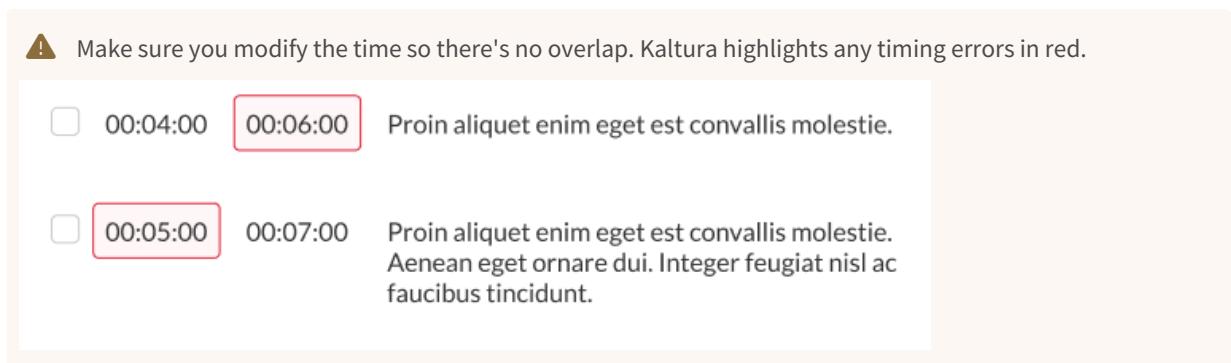 Make sure you modify the time so there's no overlap. Kaltura highlights any timing errors in red.
00:04:00 00:06:00 Proin aliquet enim eget est convallis molestie.
00:05:00 00:07:00 Proin aliquet enim eget est convallis molestie.
Aenean eget ornare dui. Integer feugiat nisl ac
faucibus tincidunt.